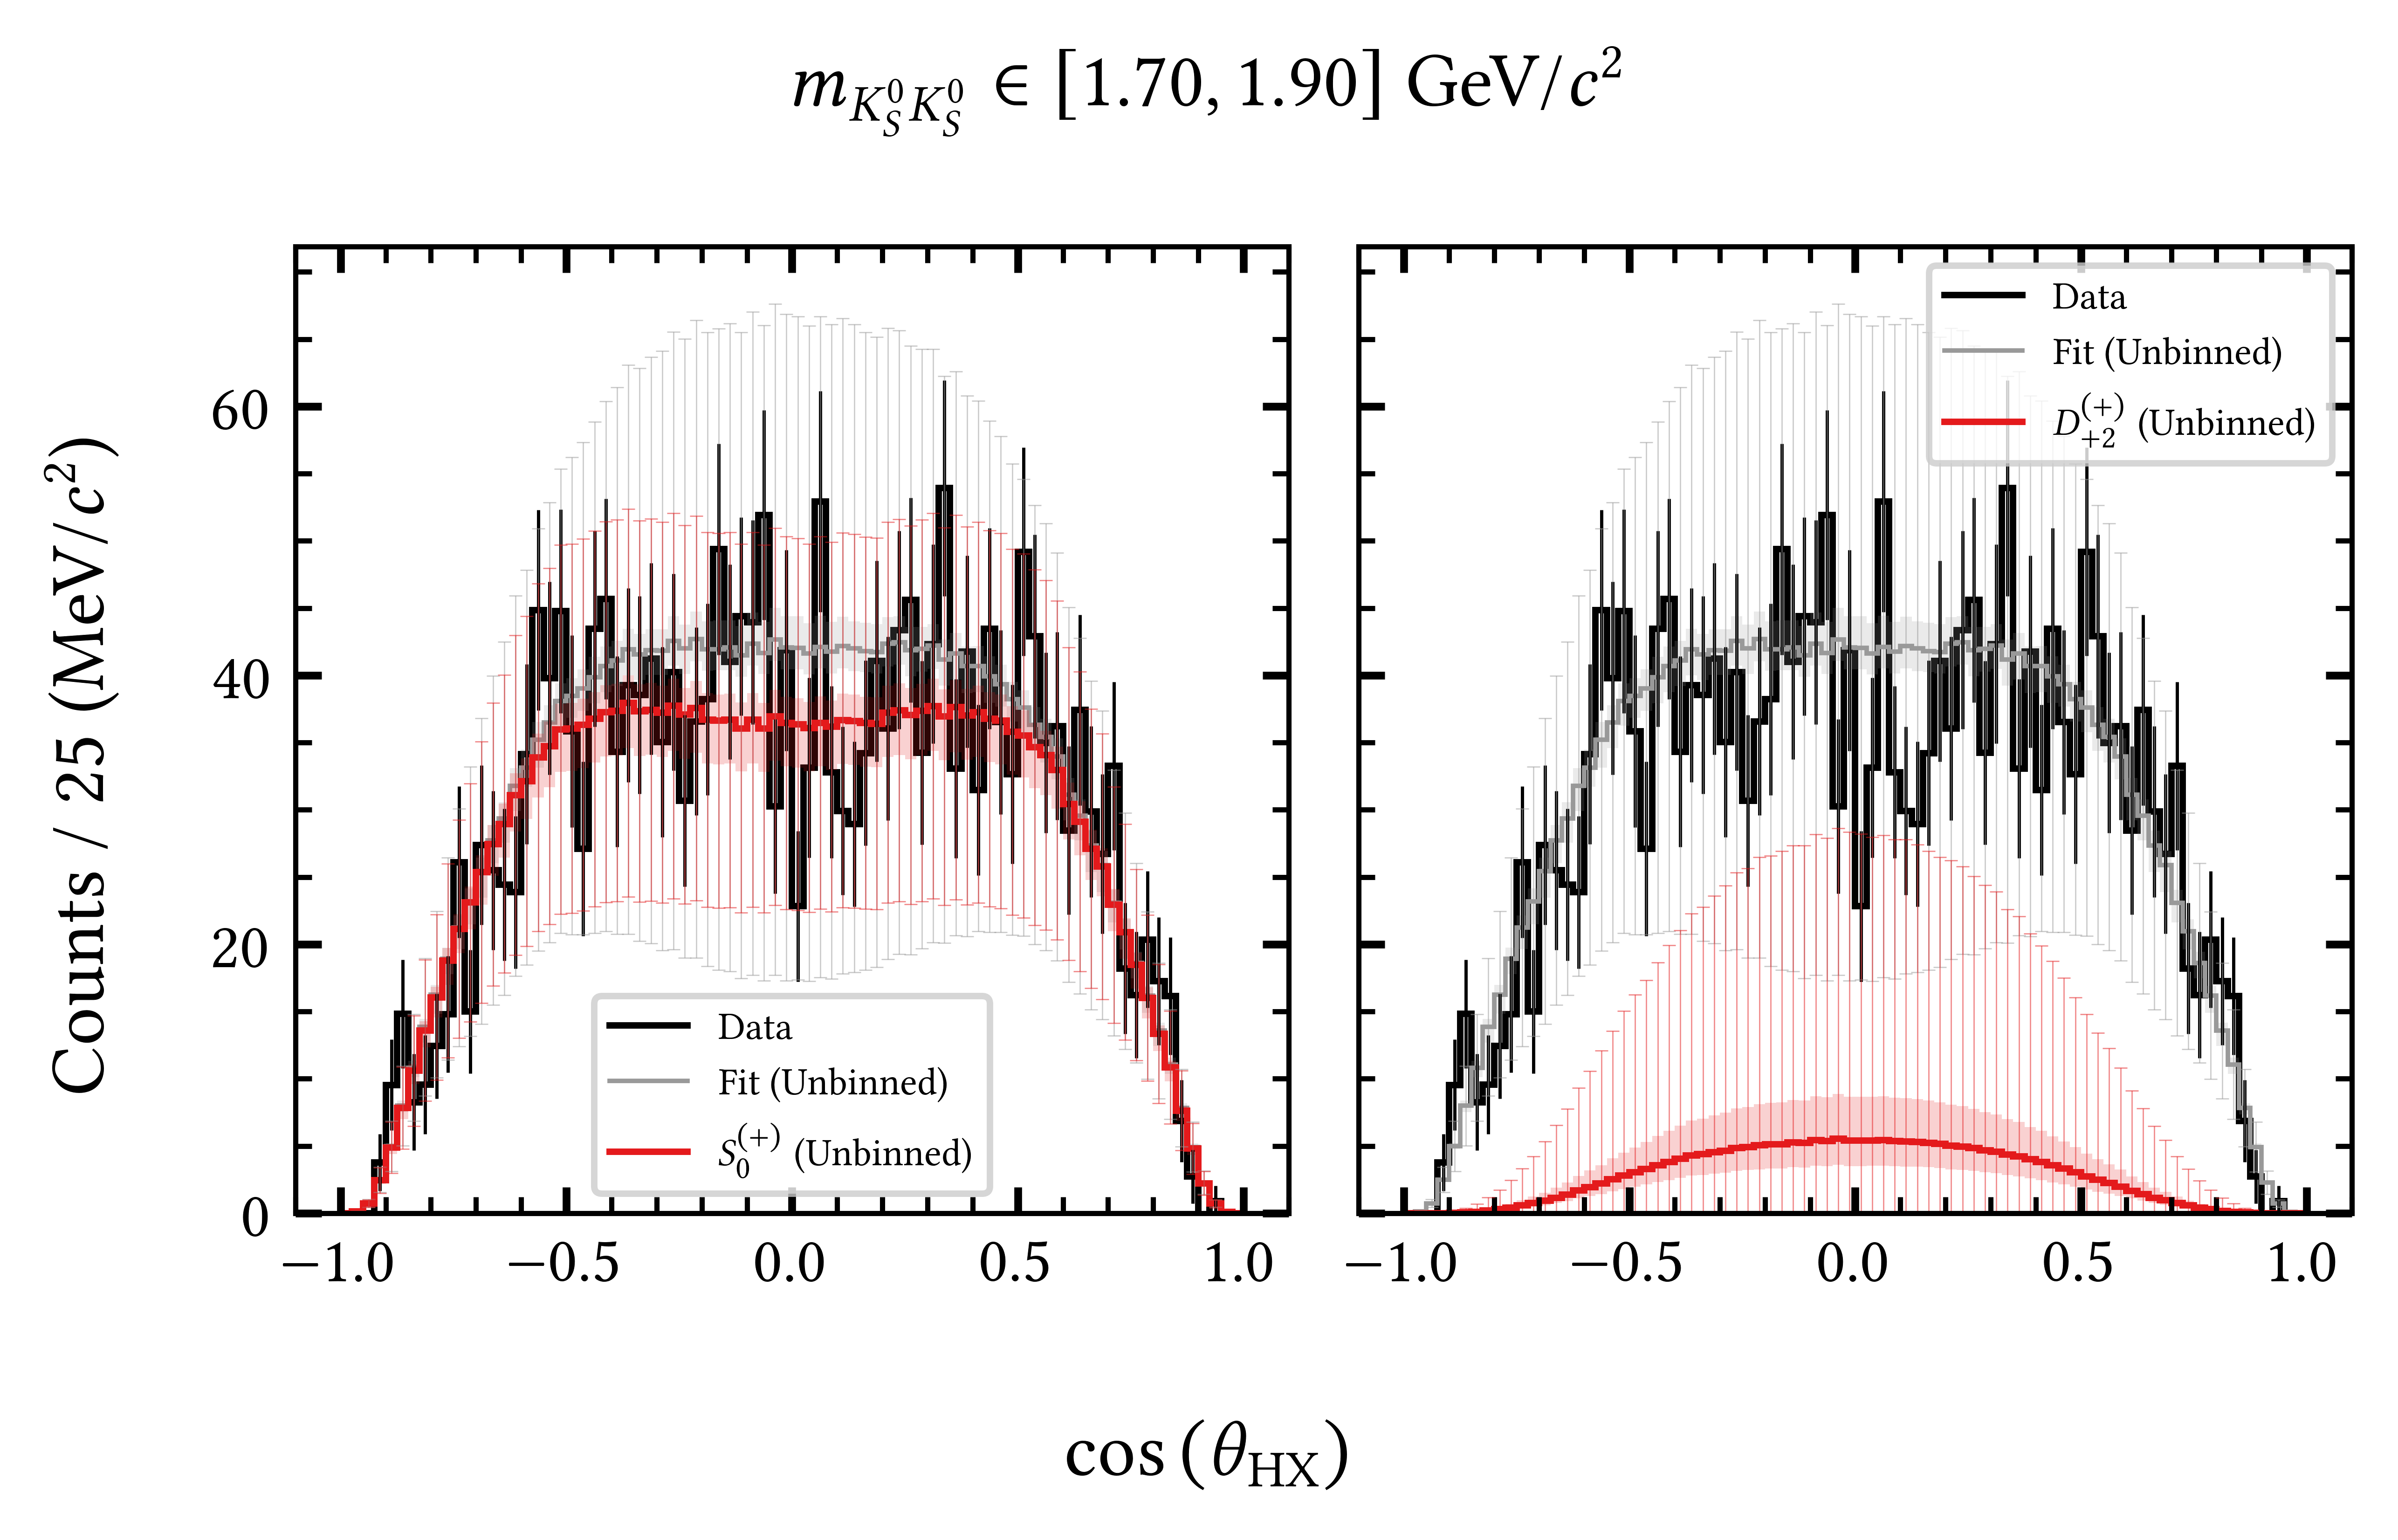 m_{K_S^0 K_S^0} ∈ [1.70, 1.90] GeV/c²
Counts / 25 (MeV/c²)
60
40
20
0
Data
Fit (Unbinned)
S_0^{(+)} (Unbinned)
−1.0 −0.5 0.0 0.5 1.0
Data
Fit (Unbinned)
D_{+2}^{(+)} (Unbinned)
−1.0 −0.5 0.0 0.5 1.0
cos (θ_{HX})